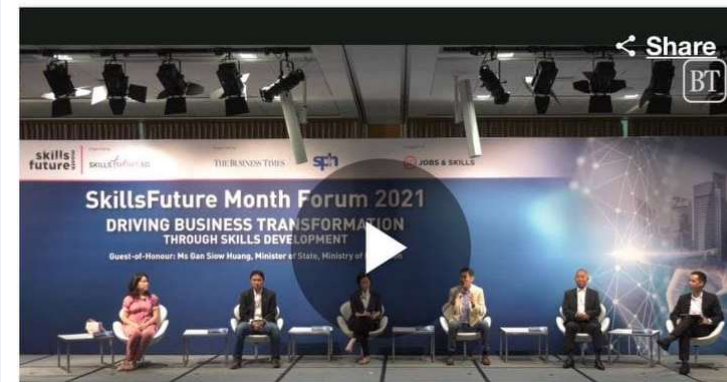 Share
BT
skills future
SKILLSfuture SG
THE BUSINESS TIMES
sph
JOBS & SKILLS
SkillsFuture Month Forum 2021
DRIVING BUSINESS TRANSFORMATION
THROUGH SKILLS DEVELOPMENT
Guest-of-Honour: Ms Gan Siow Huang, Minister of State, Ministry of